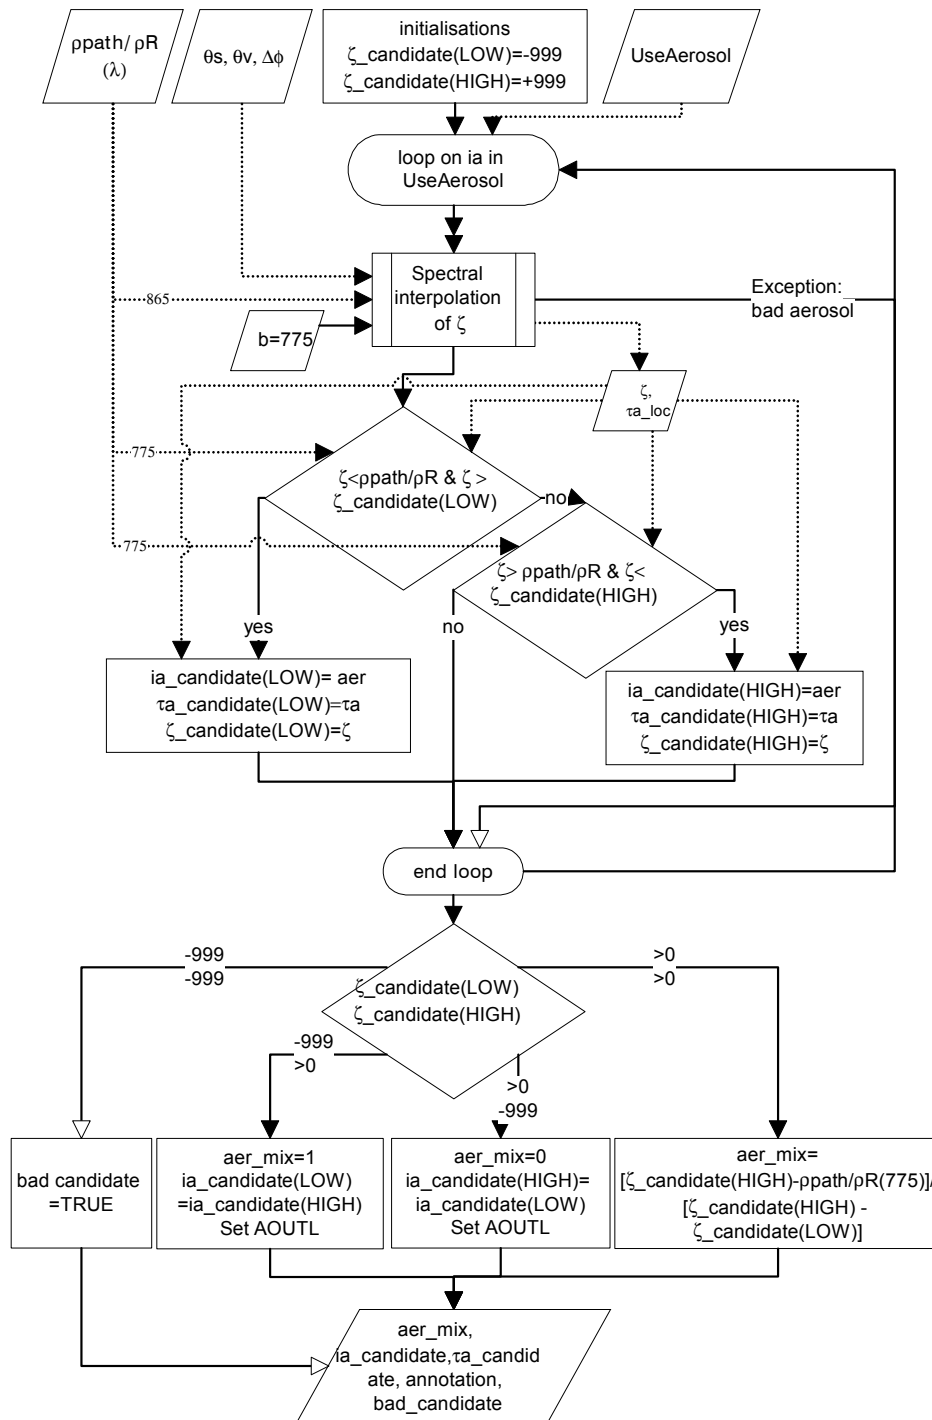 ρpath/ ρR
(λ)
θs, θv, Δϕ
initialisations
ζ_candidate(LOW)=-999
ζ_candidate(HIGH)=+999
UseAerosol
loop on ia in
UseAerosol
Spectral
interpolation
of ζ
Exception:
bad aerosol
865
b=775
ζ,
τa_loc
775
ζ<ρpath/ρR & ζ >
ζ_candidate(LOW)
no
775
ζ> ρpath/ρR & ζ<
ζ_candidate(HIGH)
yes
no
yes
ia_candidate(LOW)= aer
τa_candidate(LOW)=τa
ζ_candidate(LOW)=ζ
ia_candidate(HIGH)=aer
τa_candidate(HIGH)=τa
ζ_candidate(HIGH)=ζ
end loop
-999
-999
>0
>0
ζ_candidate(LOW)
ζ_candidate(HIGH)
-999
>0
>0
-999
bad candidate
=TRUE
aer_mix=1
ia_candidate(LOW)
=ia_candidate(HIGH)
Set AOUTL
aer_mix=0
ia_candidate(HIGH)=
ia_candidate(LOW)
Set AOUTL
aer_mix=
[ζ_candidate(HIGH)-ρpath/ρR(775)]/
[ζ_candidate(HIGH) -
ζ_candidate(LOW)]
aer_mix,
ia_candidate,τa_candid
ate, annotation,
bad_candidate